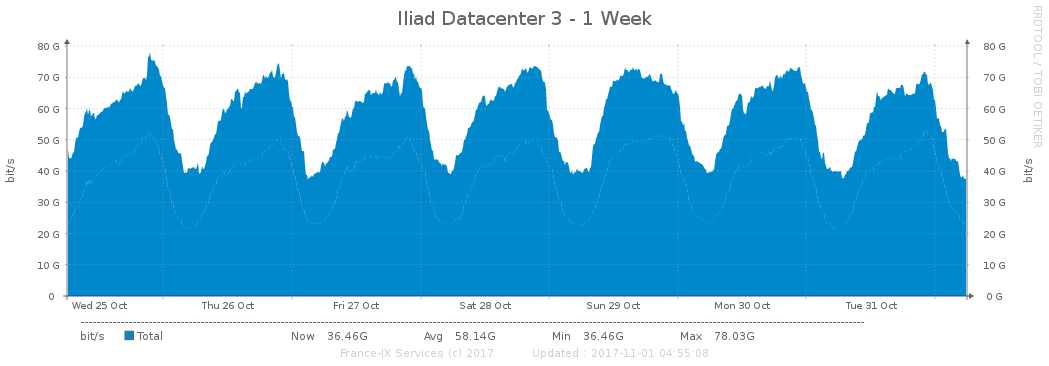 Iliad Datacenter 3 - 1 Week
RRDTOOL / TOBI OETIKER
bit/s
bit/s
80 G 80 G
70 G 70 G
60 G 60 G
50 G 50 G
40 G 40 G
30 G 30 G
20 G 20 G
10 G 10 G
0 0 G
Wed 25 Oct Thu 26 Oct Fri 27 Oct Sat 28 Oct Sun 29 Oct Mon 30 Oct Tue 31 Oct
bit/s Total Now 36.46G Avg 58.14G Min 36.46G Max 78.03G
France-IX Services (c) 2017 Updated : 2017-11-01 04:55:08